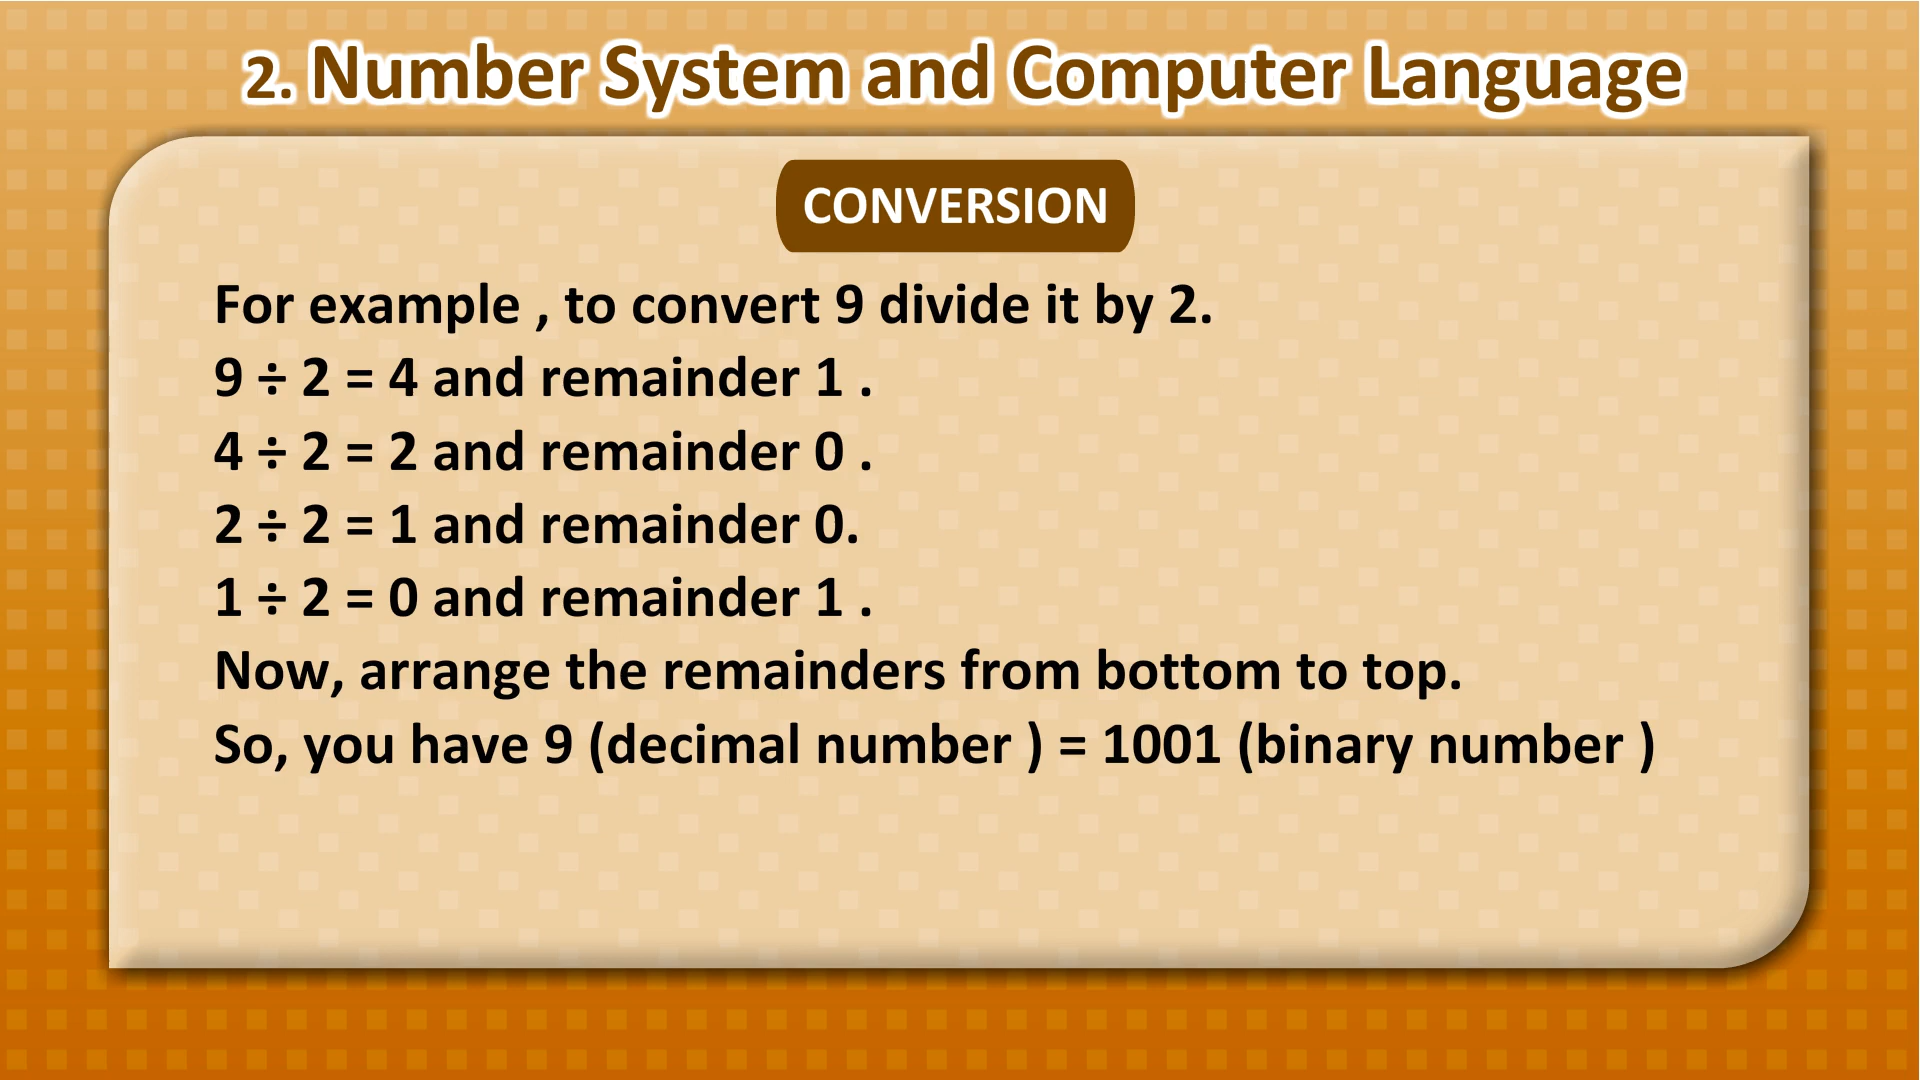 2. Number System and Computer Language
CONVERSION
For example , to convert 9 divide it by 2.
9 ÷ 2 = 4 and remainder 1 .
4 ÷ 2 = 2 and remainder 0 .
2 ÷ 2 = 1 and remainder 0.
1 ÷ 2 = 0 and remainder 1 .
Now, arrange the remainders from bottom to top.
So, you have 9 (decimal number ) = 1001 (binary number )